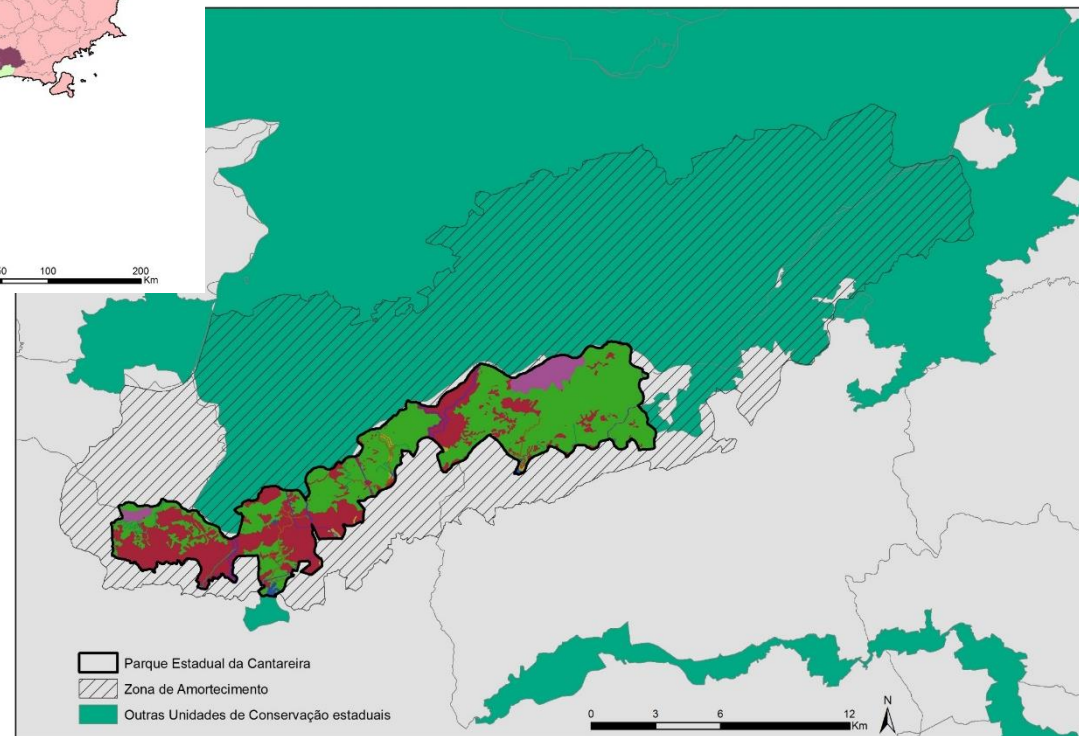 100
200
Km
Parque Estadual da Cantareira
Zona de Amortecimento
Outras Unidades de Conservação estaduais
0 3 6 12
Km
N